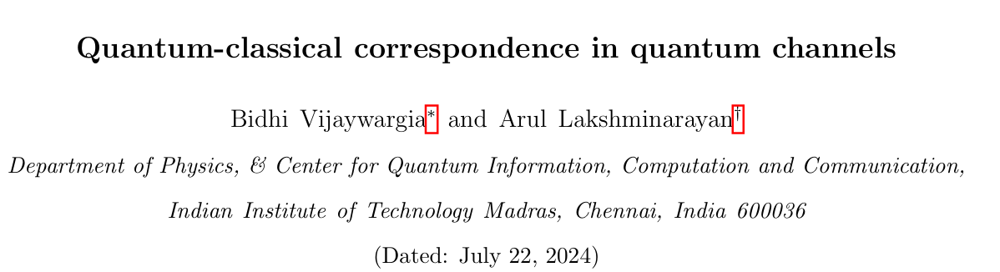 Quantum-classical correspondence in quantum channels
Bidhi Vijaywargia* and Arul Lakshminarayan†
Department of Physics, & Center for Quantum Information, Computation and Communication,
Indian Institute of Technology Madras, Chennai, India 600036
(Dated: July 22, 2024)